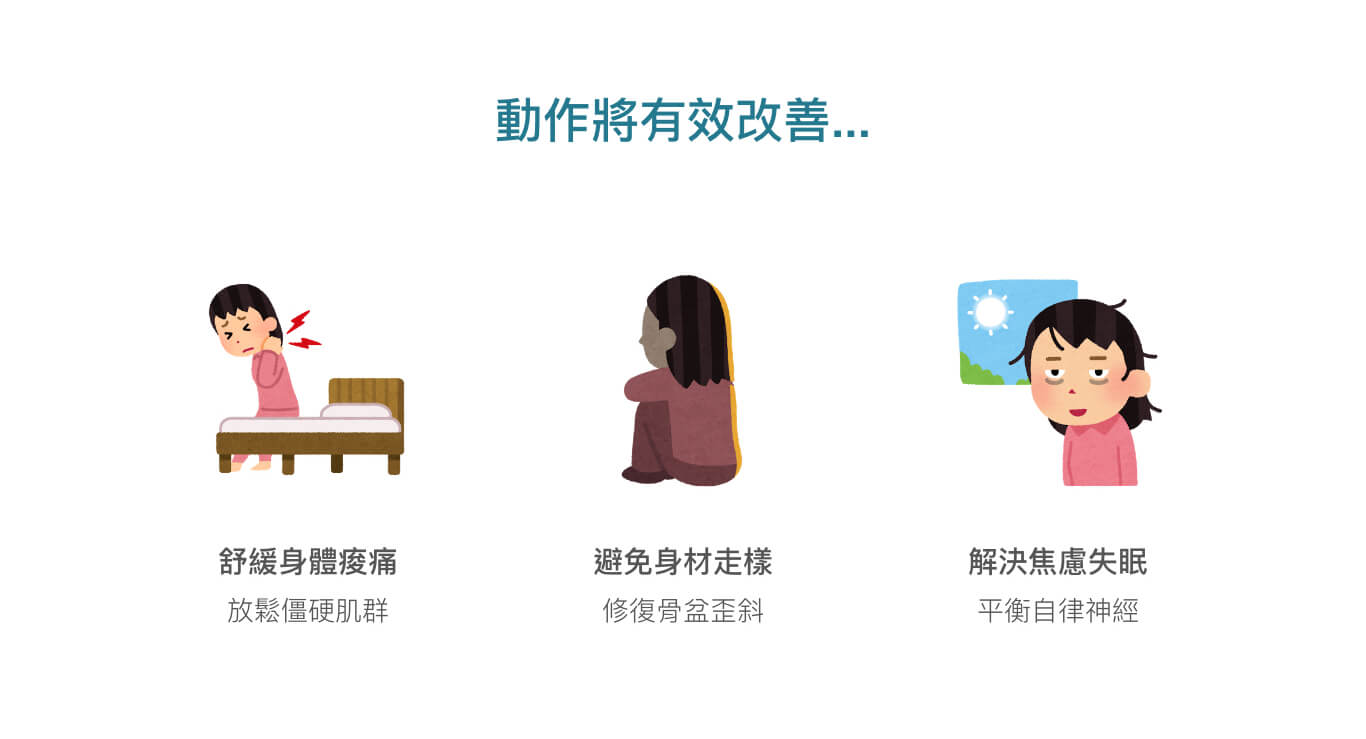 動作將有效改善...
舒緩身體痠痛
放鬆僵硬肌群
避免身材走樣
修復骨盆歪斜
解決焦慮失眠
平衡自律神經